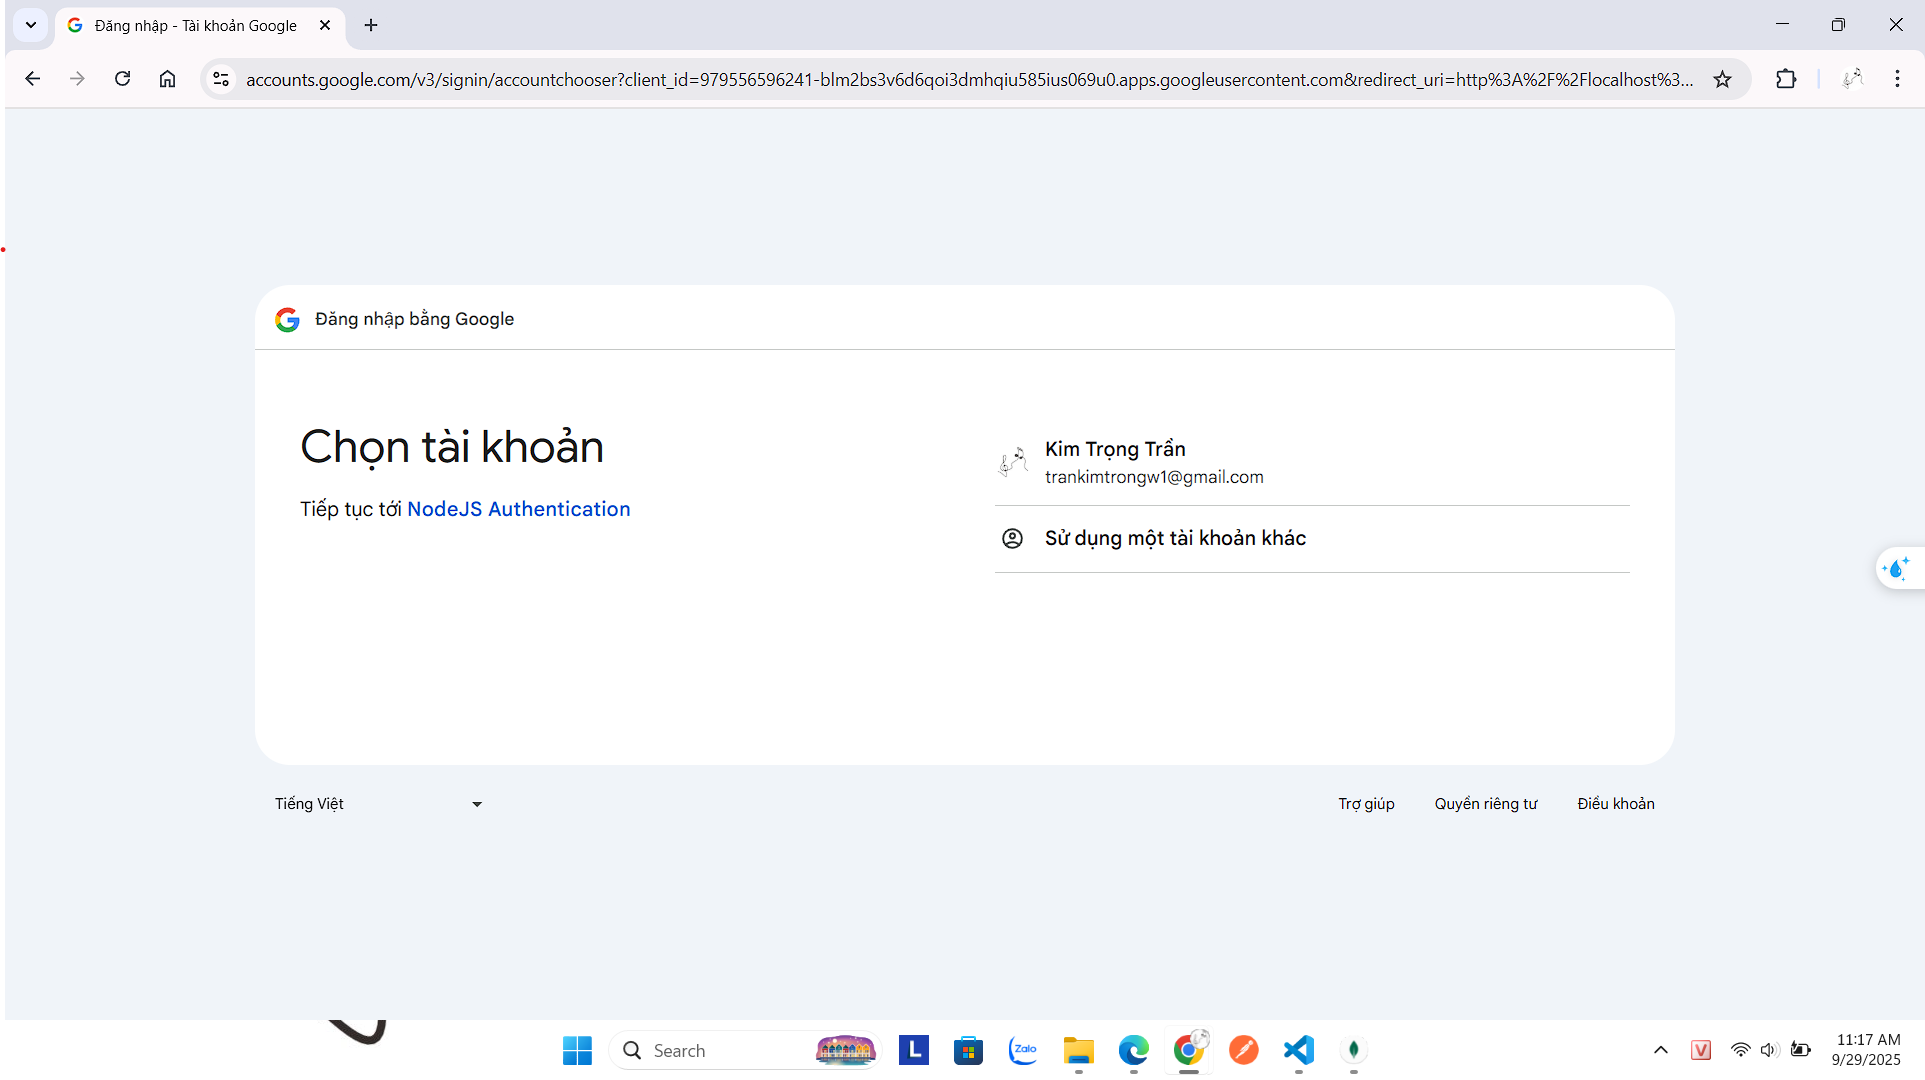 Đăng nhập - Tài khoản Google
accounts.google.com/v3/signin/accountchooser?client_id=979556596241-blm2bs3v6d6qoi3dmhqiu585ius069u0.apps.googleusercontent.com&redirect_uri=http%3A%2F%2Flocalhost%3...
Đăng nhập bằng Google
Chọn tài khoản
Tiếp tục tới NodeJS Authentication
Kim Trọng Trần
trankimtrongw1@gmail.com
Sử dụng một tài khoản khác
Tiếng Việt
Trợ giúp
Quyền riêng tư
Điều khoản
Search
L
Zalo
V
11:17 AM
9/29/2025